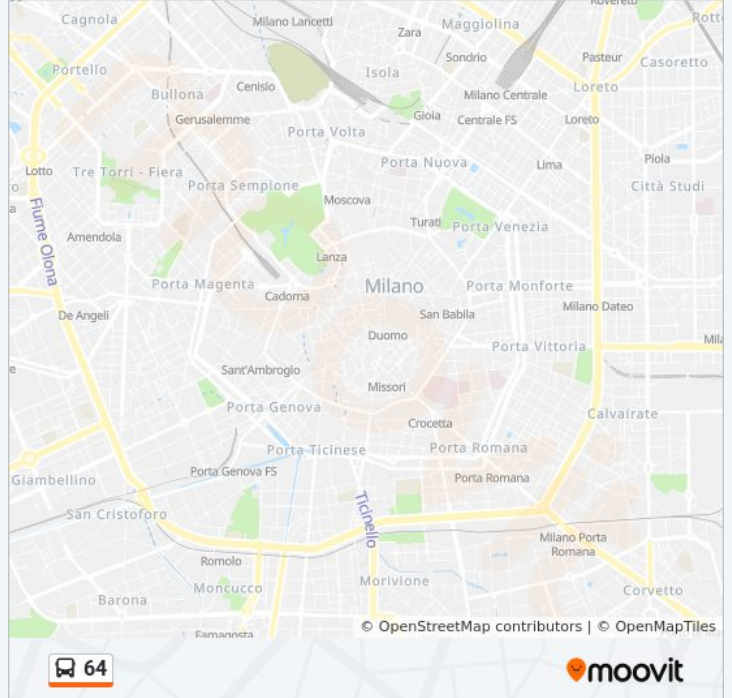 Rovereto
Cagnola
Milano Lancetti
Maggiolina
Rott
Zara
Portello
Sondrio
Pasteur
Casoretto
Isola
Bullona
Cenisio
Milano Centrale
Loreto
Gerusalemme
Gioia
Centrale FS
Loreto
Porta Volta
Lotto
Tre Torri - Fiera
Porta Nuova
Lima
Piola
Porta Sempione
Città Studi
Moscova
Fiume Olona
Amendola
Turati
Porta Venezia
Lanza
Porta Magenta
Cadorna
Milano
Porta Monforte
De Angeli
San Babila
Milano Dateo
Duomo
Porta Vittoria
Mila
Sant'Ambrogio
Missori
Porta Genova
Crocetta
Calvairate
Porta Ticinese
Porta Romana
Giambellino
Porta Genova FS
Porta Romana
San Cristoforo
Ticinello
Milano Porta
Romana
Romolo
Moncucco
Morivione
Corvetto
Barona
Famagosta
© OpenStreetMap contributors | © OpenMapTiles
64
moovit